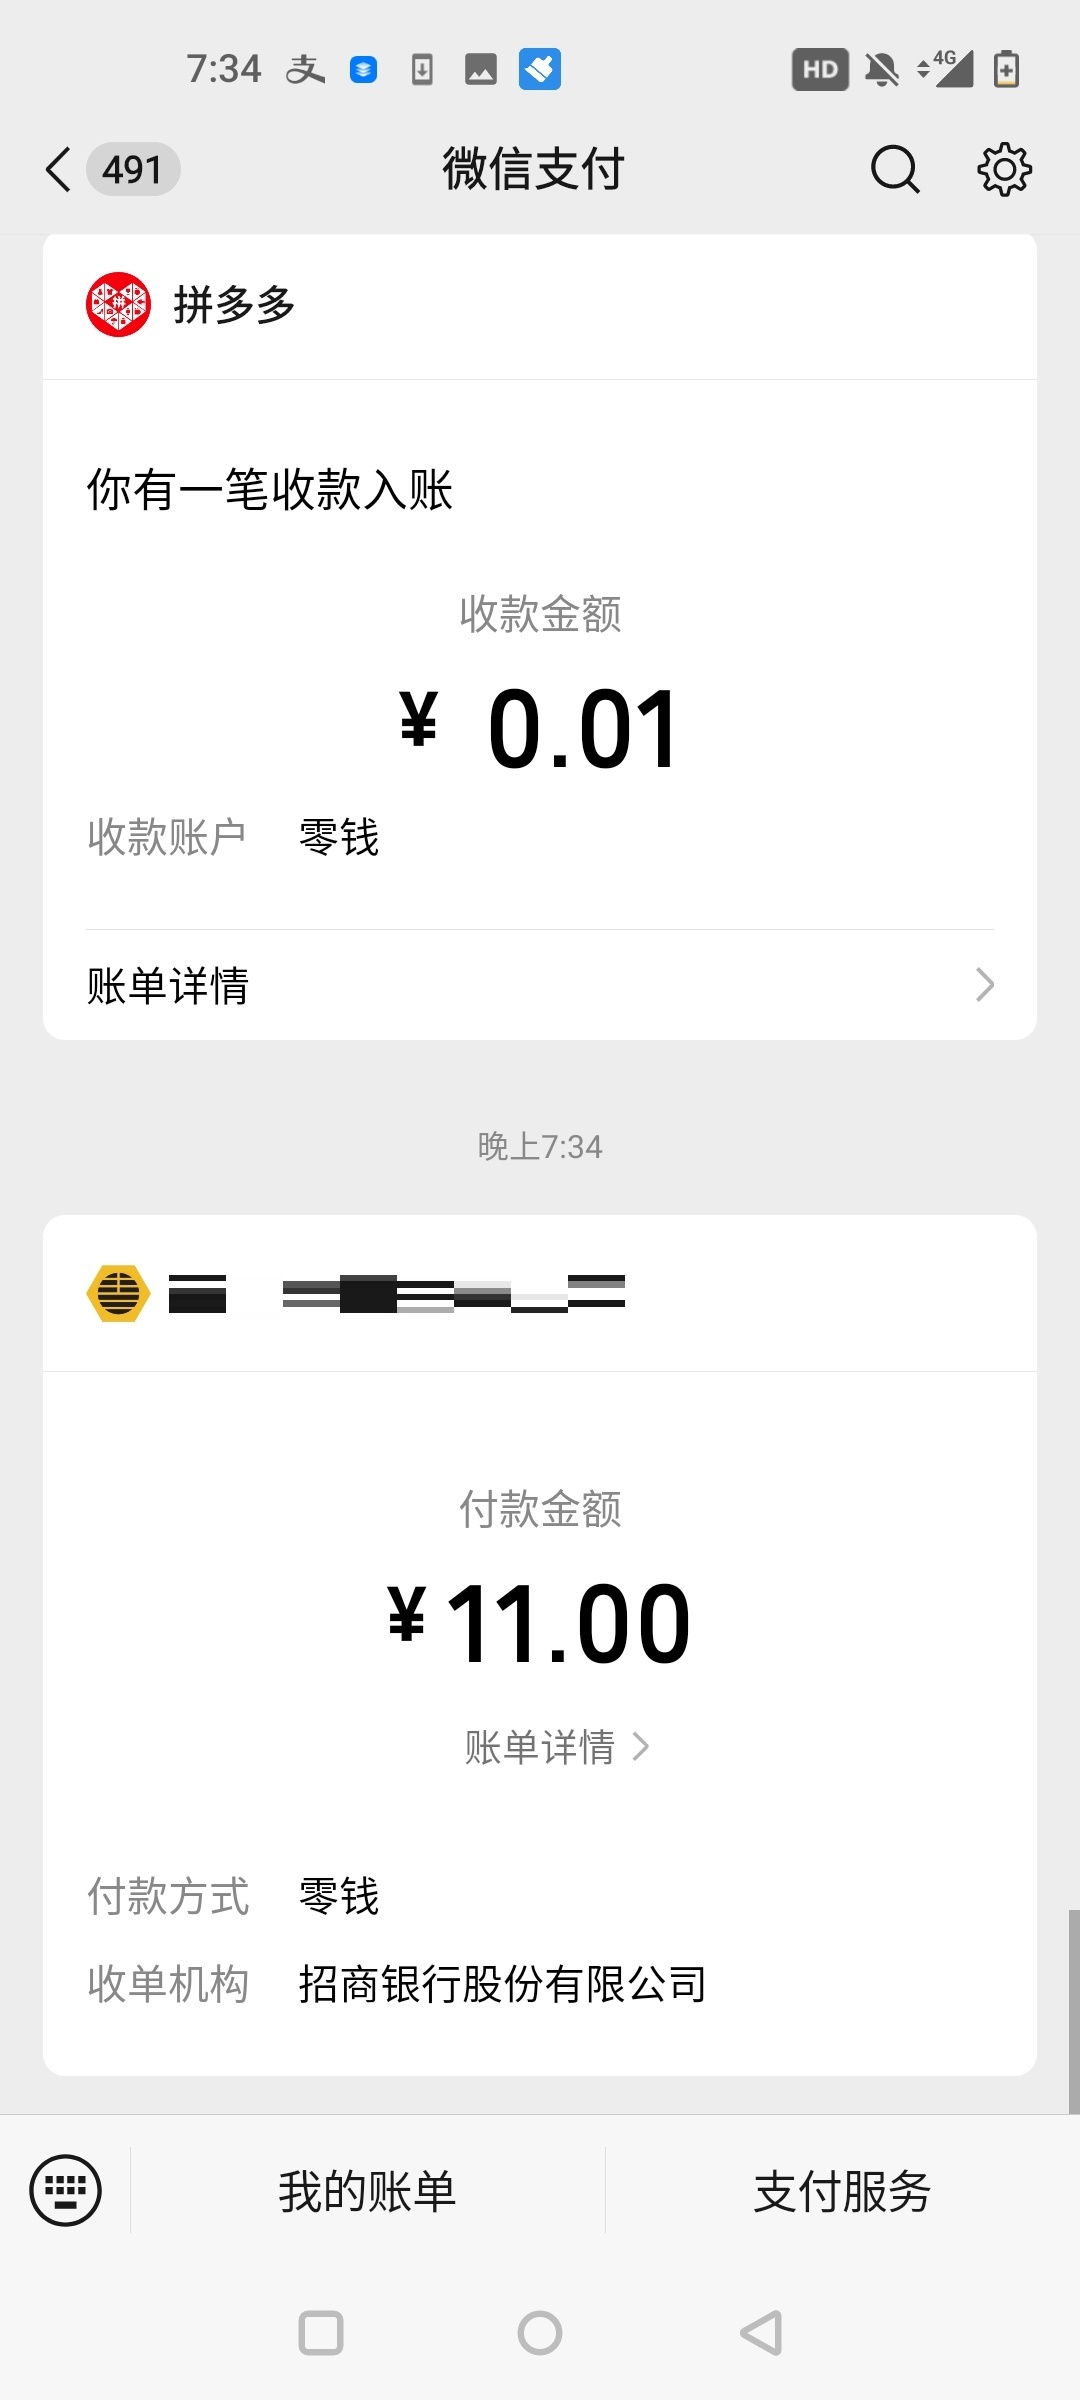 7:34 支 HD 4G
491 微信支付
拼多多
你有一笔收款入账
收款金额
¥ 0.01
收款账户 零钱
账单详情
晚上7:34
付款金额
¥11.00
账单详情
付款方式 零钱
收单机构 招商银行股份有限公司
我的账单 支付服务